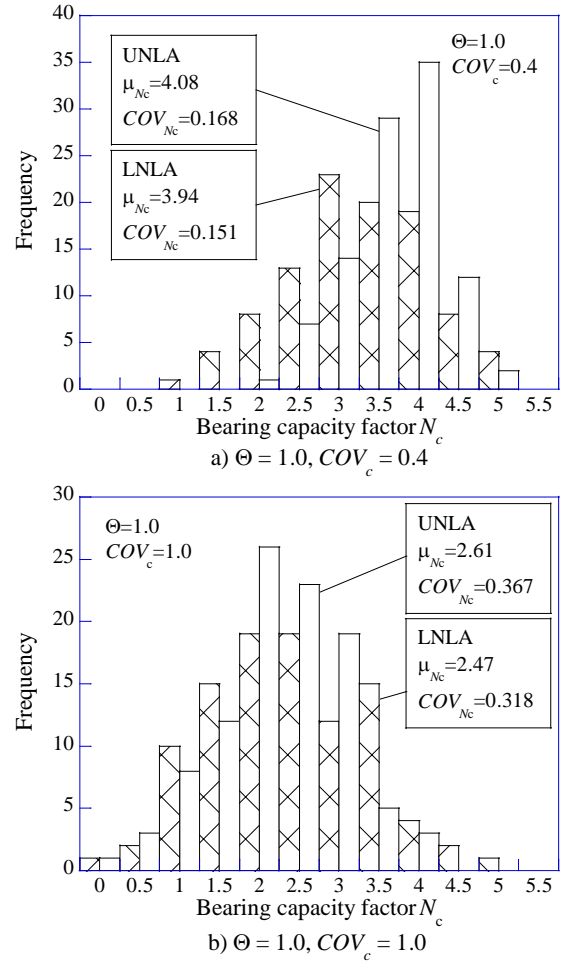 40
35
30
25
20
15
10
5
0
Frequency
UNLA
μNc=4.08
COVNc=0.168
LNLA
μNc=3.94
COVNc=0.151
Θ=1.0
COVc=0.4
0 0.5 1 1.5 2 2.5 3 3.5 4 4.5 5 5.5
Bearing capacity factor Nc
a) Θ = 1.0, COVc = 0.4
30
25
20
15
10
5
0
Frequency
Θ=1.0
COVc=1.0
UNLA
μNc=2.61
COVNc=0.367
LNLA
μNc=2.47
COVNc=0.318
0 0.5 1 1.5 2 2.5 3 3.5 4 4.5 5 5.5
Bearing capacity factor Nc
b) Θ = 1.0, COVc = 1.0